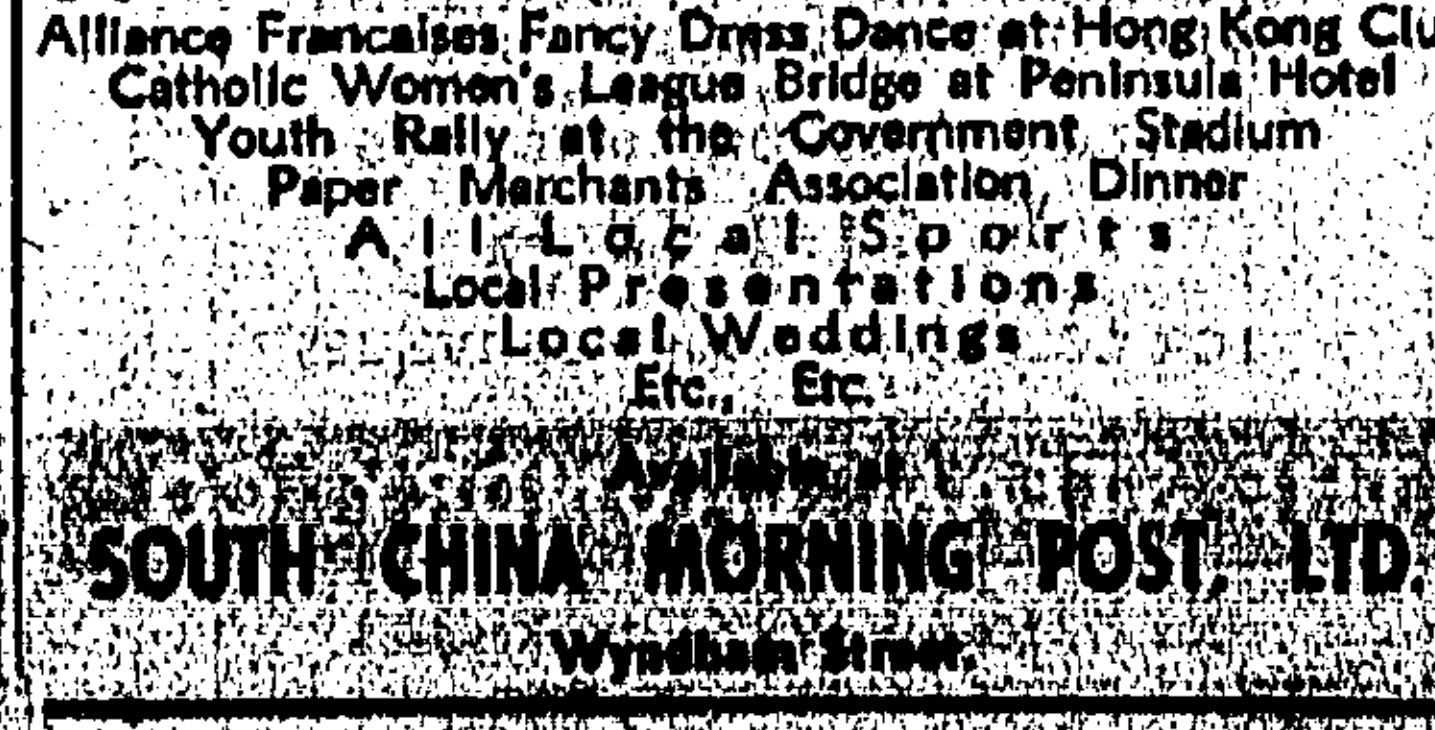 Alliance Francaises Fancy Dress Dance at Hong Kong Clu
Catholic Women's League Bridge at Peninsula Hotel
Youth Rally at the Government Stadium
Paper Merchants Association Dinner
All Local Sports
Local Presentations
Local Weddings
Etc., Etc.
Available at
SOUTH CHINA MORNING POST, LTD.
Wyndham Street.